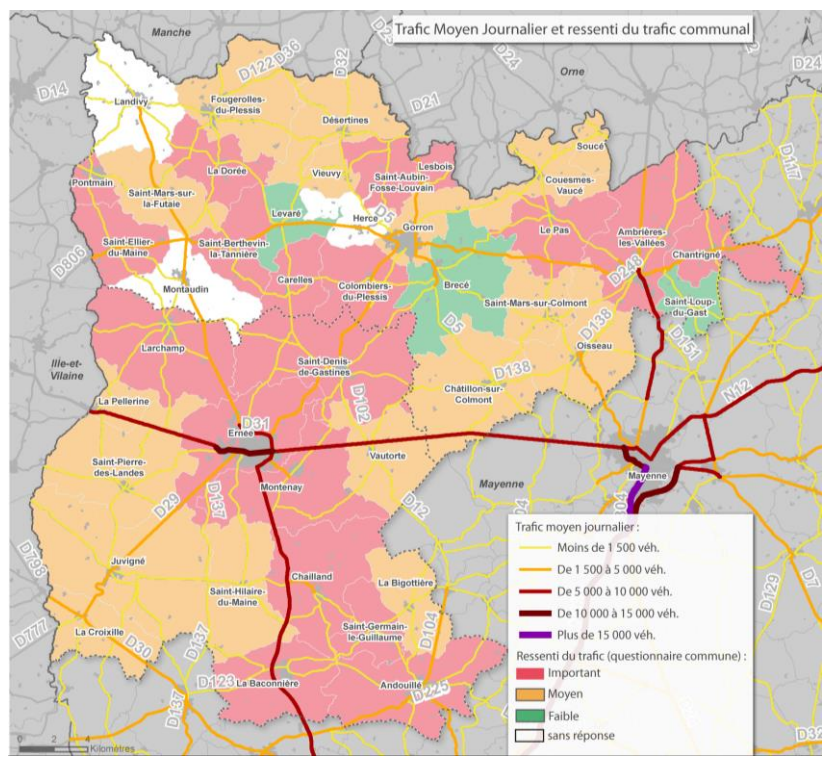 Trafic Moyen Journalier et ressenti du trafic communal
N
Manche
D23
D24
D122
D36
D32
Orne
D24
D14
D21
Landivy
Fougerolles-
du-Plessis
Désertines
Soucé
D117
La Dorée
Vieuvy
Lesbois
Saint-Aubin-
Fosse-Louvain
Couesmes-
Vaucé
Pontmain
Saint-Mars-sur-
la-Futaie
Levaré
Herce
D5
Gorron
Le Pas
Ambrières-
les-Vallées
Chantrigné
D806
Saint-Ellier-
du-Maine
Saint-Berthevin-
la-Tannière
Carelles
Colombiers-
du-Plessis
Brecé
D248
Montaudin
Saint-Mars-sur-Colmont
Saint-Loup-
du-Gast
D5
D138
D151
Oisseau
Larchamp
Ille-et-
Vilaine
Saint-Denis-
de-Gastines
D138
Châtillon-sur-
Colmont
N12
La Pellerine
D102
D31
Ernée
Vautorte
Saint-Pierre-
des-Landes
Montenay
Mayenne
Mayenne
D29
D137
D12
D798
Juvigné
Chailland
La Bigottière
Saint-Hilaire-
du-Maine
D104
D777
La Croixille
D30
D137
Saint-Germain-
le-Guillaume
D129
D7
D123
La Baconnière
Andouillé
D225
D137
D32
Trafic moyen journalier :
Moins de 1 500 véh.
De 1 500 à 5 000 véh.
De 5 000 à 10 000 véh.
De 10 000 à 15 000 véh.
Plus de 15 000 véh.
Ressenti du trafic (questionnaire commune) :
Important
Moyen
Faible
sans réponse
0 2 4
Kilomètres